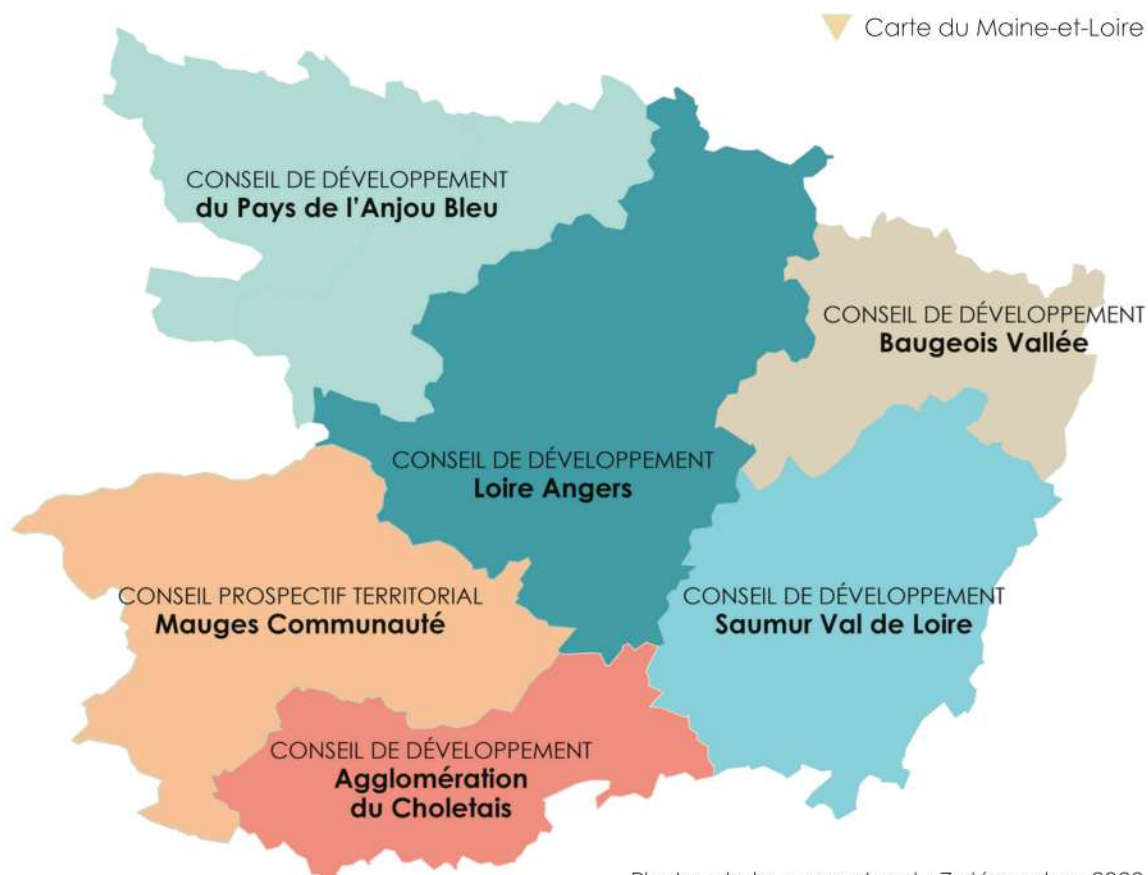 Carte du Maine-et-Loire
CONSEIL DE DÉVELOPPEMENT
du Pays de l'Anjou Bleu
CONSEIL DE DÉVELOPPEMENT
Baugeois Vallée
CONSEIL DE DÉVELOPPEMENT
Loire Angers
CONSEIL PROSPECTIF TERRITORIAL
Mauges Communauté
CONSEIL DE DÉVELOPPEMENT
Saumur Val de Loire
CONSEIL DE DÉVELOPPEMENT
Agglomération
du Choletais